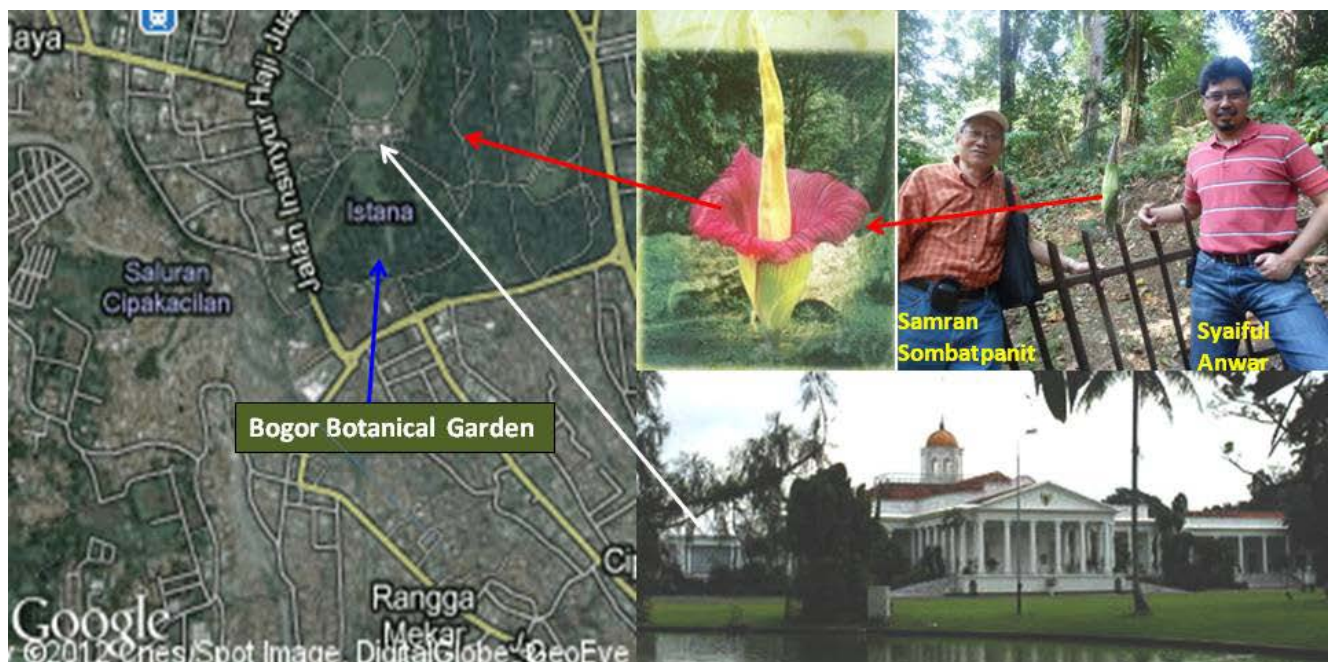 laya
Jalan Insinyur Haji Jua
Istana
Saluran
Cipakacilan
Bogor Botanical Garden
Rangga
Mekar
Google
©2012 Cnes/Spot Image, DigitalGlobe, GeoEye
Samran
Sombatpanit
Syaiful
Anwar